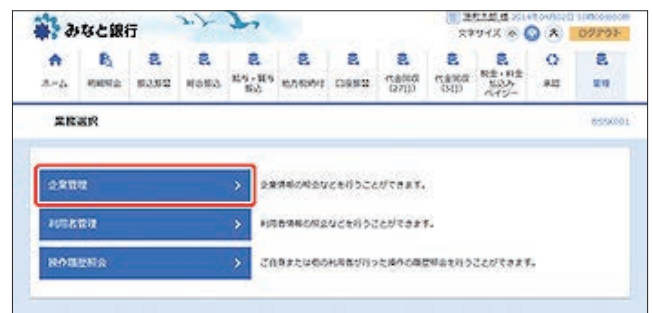 みなと銀行
文字サイズ
ログアウト
ホーム 明細照会 振込振替 総合振込 給与・賞与振込 地方税納付 口座振替 代金回収 代金回収 税金・料金払込みペイジー 承認 管理
業務選択
BSSK001
企業管理 企業情報の照会などを行うことができます。
利用者管理 利用者情報の照会などを行うことができます。
操作履歴照会 ご自身または他の利用者が行った操作の履歴照会を行うことができます。